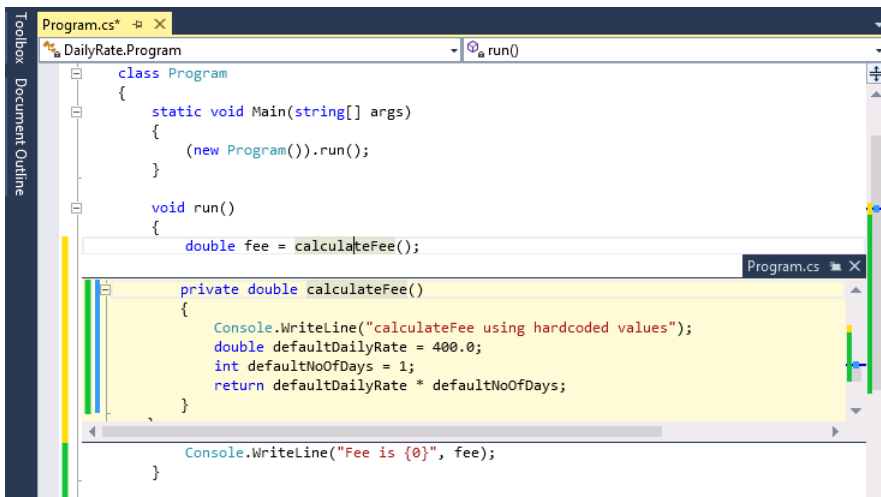 Toolbox
Document Outline
Program.cs*
DailyRate.Program
run()
class Program
{
static void Main(string[] args)
{
(new Program()).run();
}
void run()
{
double fee = calculateFee();
Program.cs
private double calculateFee()
{
Console.WriteLine("calculateFee using hardcoded values");
double defaultDailyRate = 400.0;
int defaultNoOfDays = 1;
return defaultDailyRate * defaultNoOfDays;
}
Console.WriteLine("Fee is {0}", fee);
}